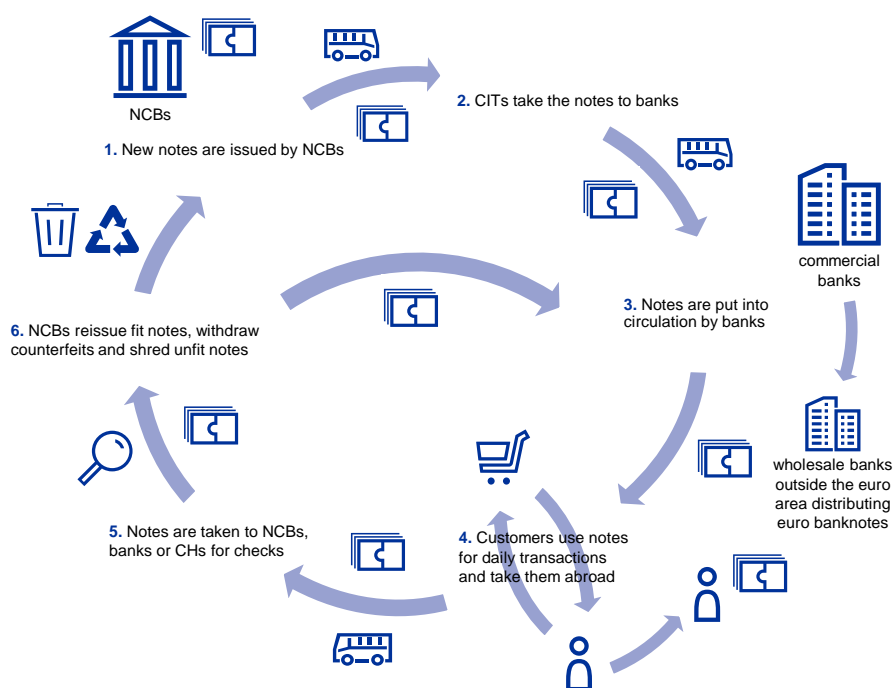 NCBs
1. New notes are issued by NCBs
2. CITs take the notes to banks
commercial
banks
3. Notes are put into
circulation by banks
6. NCBs reissue fit notes, withdraw
counterfeits and shred unfit notes
wholesale banks
outside the euro
area distributing
euro banknotes
5. Notes are taken to NCBs,
banks or CHs for checks
4. Customers use notes
for daily transactions
and take them abroad